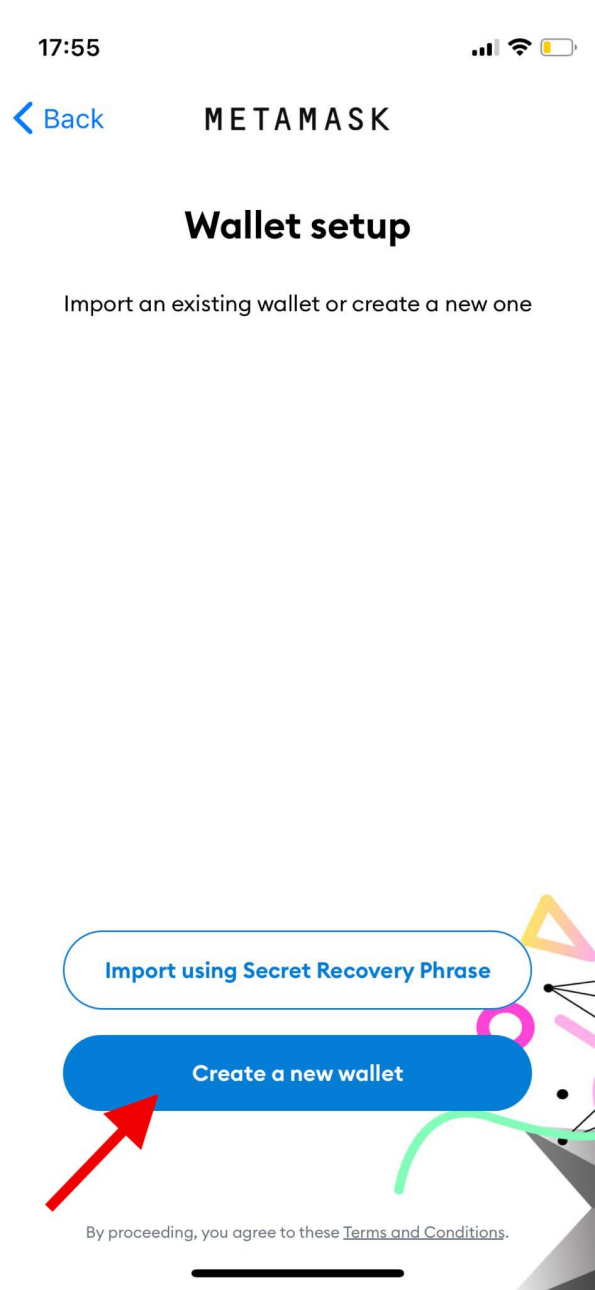 17:55
Back
METAMASK
Wallet setup
Import an existing wallet or create a new one
Import using Secret Recovery Phrase
Create a new wallet
By proceeding, you agree to these Terms and Conditions.